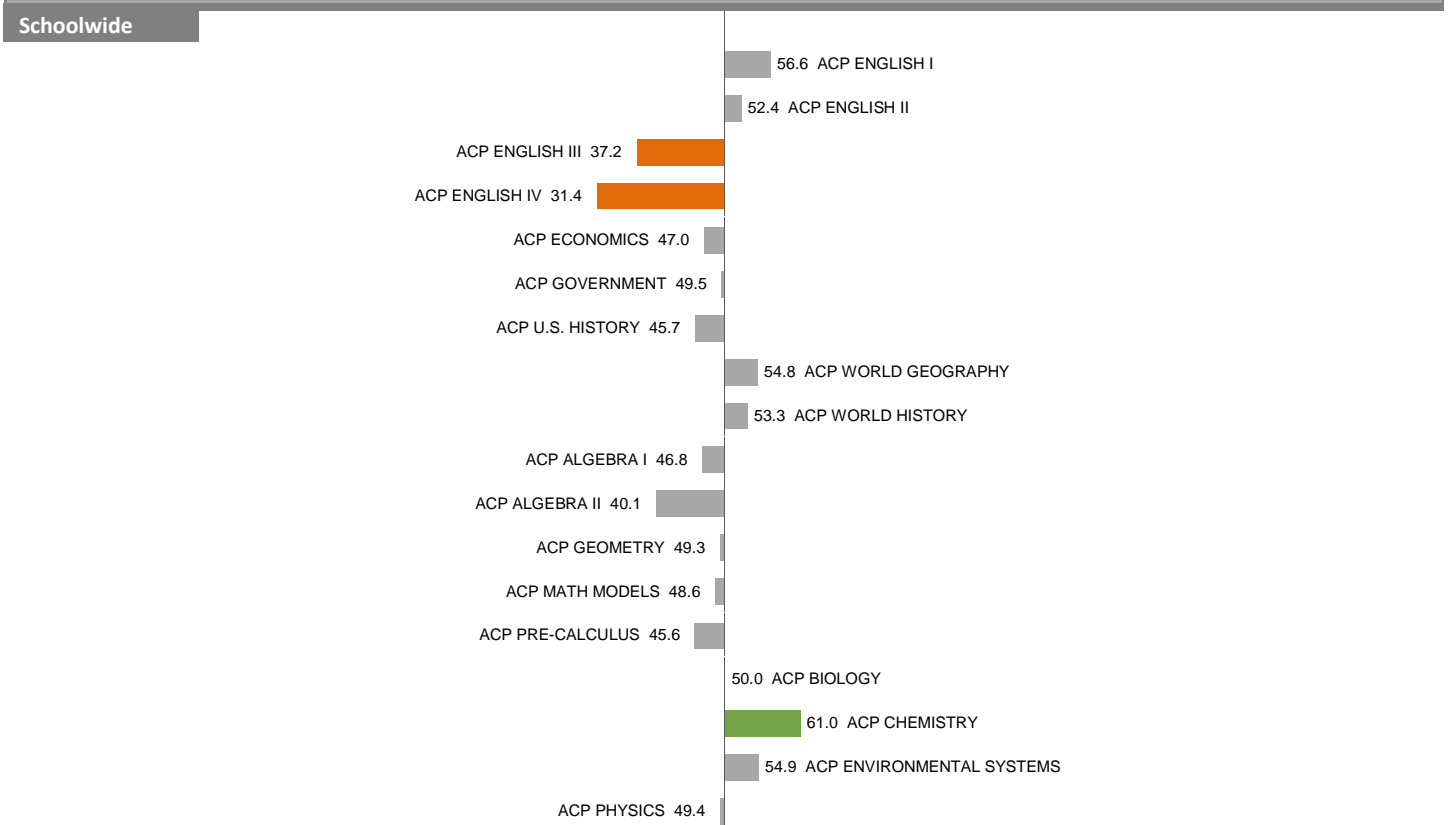 Schoolwide
56.6 ACP ENGLISH I
52.4 ACP ENGLISH II
ACP ENGLISH III 37.2
ACP ENGLISH IV 31.4
ACP ECONOMICS 47.0
ACP GOVERNMENT 49.5
ACP U.S. HISTORY 45.7
54.8 ACP WORLD GEOGRAPHY
53.3 ACP WORLD HISTORY
ACP ALGEBRA I 46.8
ACP ALGEBRA II 40.1
ACP GEOMETRY 49.3
ACP MATH MODELS 48.6
ACP PRE-CALCULUS 45.6
50.0 ACP BIOLOGY
61.0 ACP CHEMISTRY
54.9 ACP ENVIRONMENTAL SYSTEMS
ACP PHYSICS 49.4